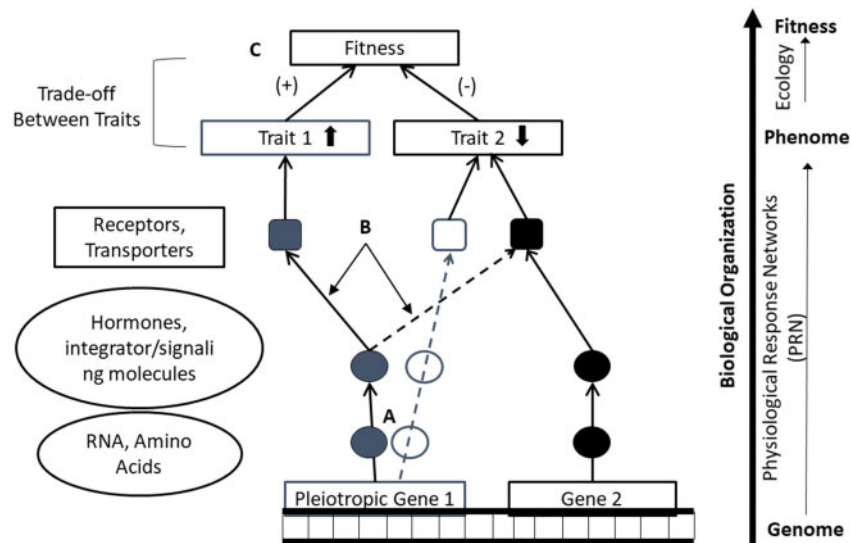 C
Fitness
(+)
(-)
Trade-off
Between Traits
Trait 1
Trait 2
Receptors,
Transporters
B
Hormones,
integrator/signali
ng molecules
A
RNA, Amino
Acids
Pleiotropic Gene 1
Gene 2
Biological Organization
Fitness
Ecology
Phenome
Physiological Response Networks
(PRN)
Genome